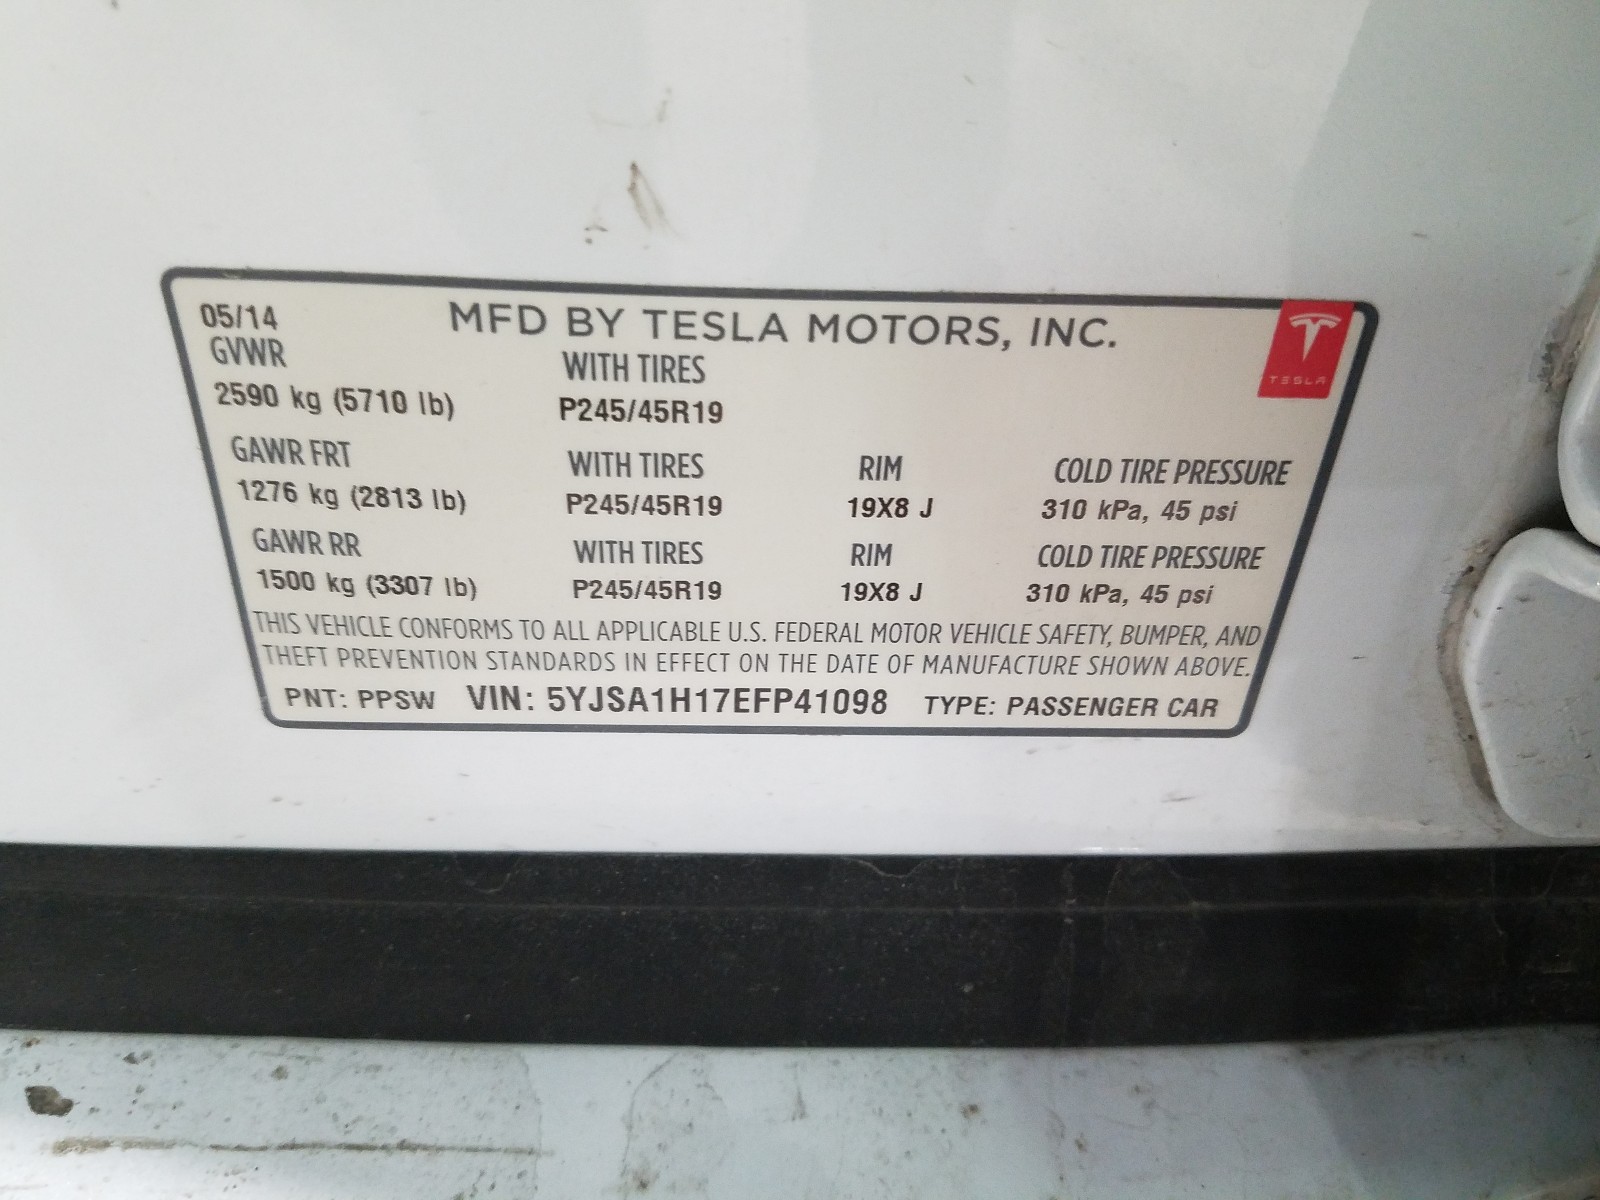 05/14 MFD BY TESLA MOTORS, INC.
TESLA
GVWR WITH TIRES
2590 kg (5710 lb) P245/45R19
GAWR FRT WITH TIRES RIM COLD TIRE PRESSURE
1276 kg (2813 lb) P245/45R19 19X8 J 310 kPa, 45 psi
GAWR RR WITH TIRES RIM COLD TIRE PRESSURE
1500 kg (3307 lb) P245/45R19 19X8 J 310 kPa, 45 psi
THIS VEHICLE CONFORMS TO ALL APPLICABLE U.S. FEDERAL MOTOR VEHICLE SAFETY, BUMPER, AND
THEFT PREVENTION STANDARDS IN EFFECT ON THE DATE OF MANUFACTURE SHOWN ABOVE.
PNT: PPSW VIN: 5YJSA1H17EFP41098 TYPE: PASSENGER CAR